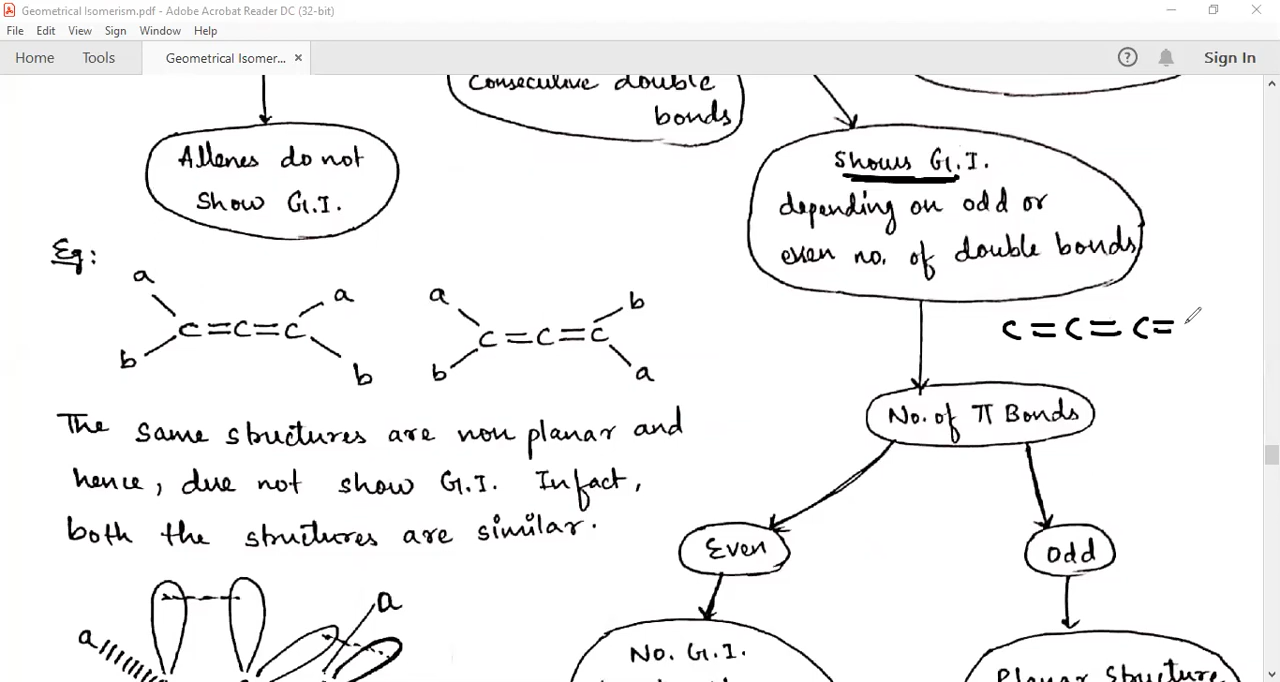 Geometrical Isomerism.pdf - Adobe Acrobat Reader DC (32-bit)
File Edit View Sign Window Help
Home Tools Geometrical Isomer... × Sign In
Consecutive double
bonds
Allenes do not
Show G.I.
Shows G.I.
depending on odd or
even no. of double bonds
Eg:
a a
C=C=C
b b
a b
C=C=C
b a
C=C=C=
The same structures are non planar and
hence, due not show G.I. Infact,
both the structures are similar.
No. of π Bonds
Even
Odd
a a
No. G.I.
Planar structure